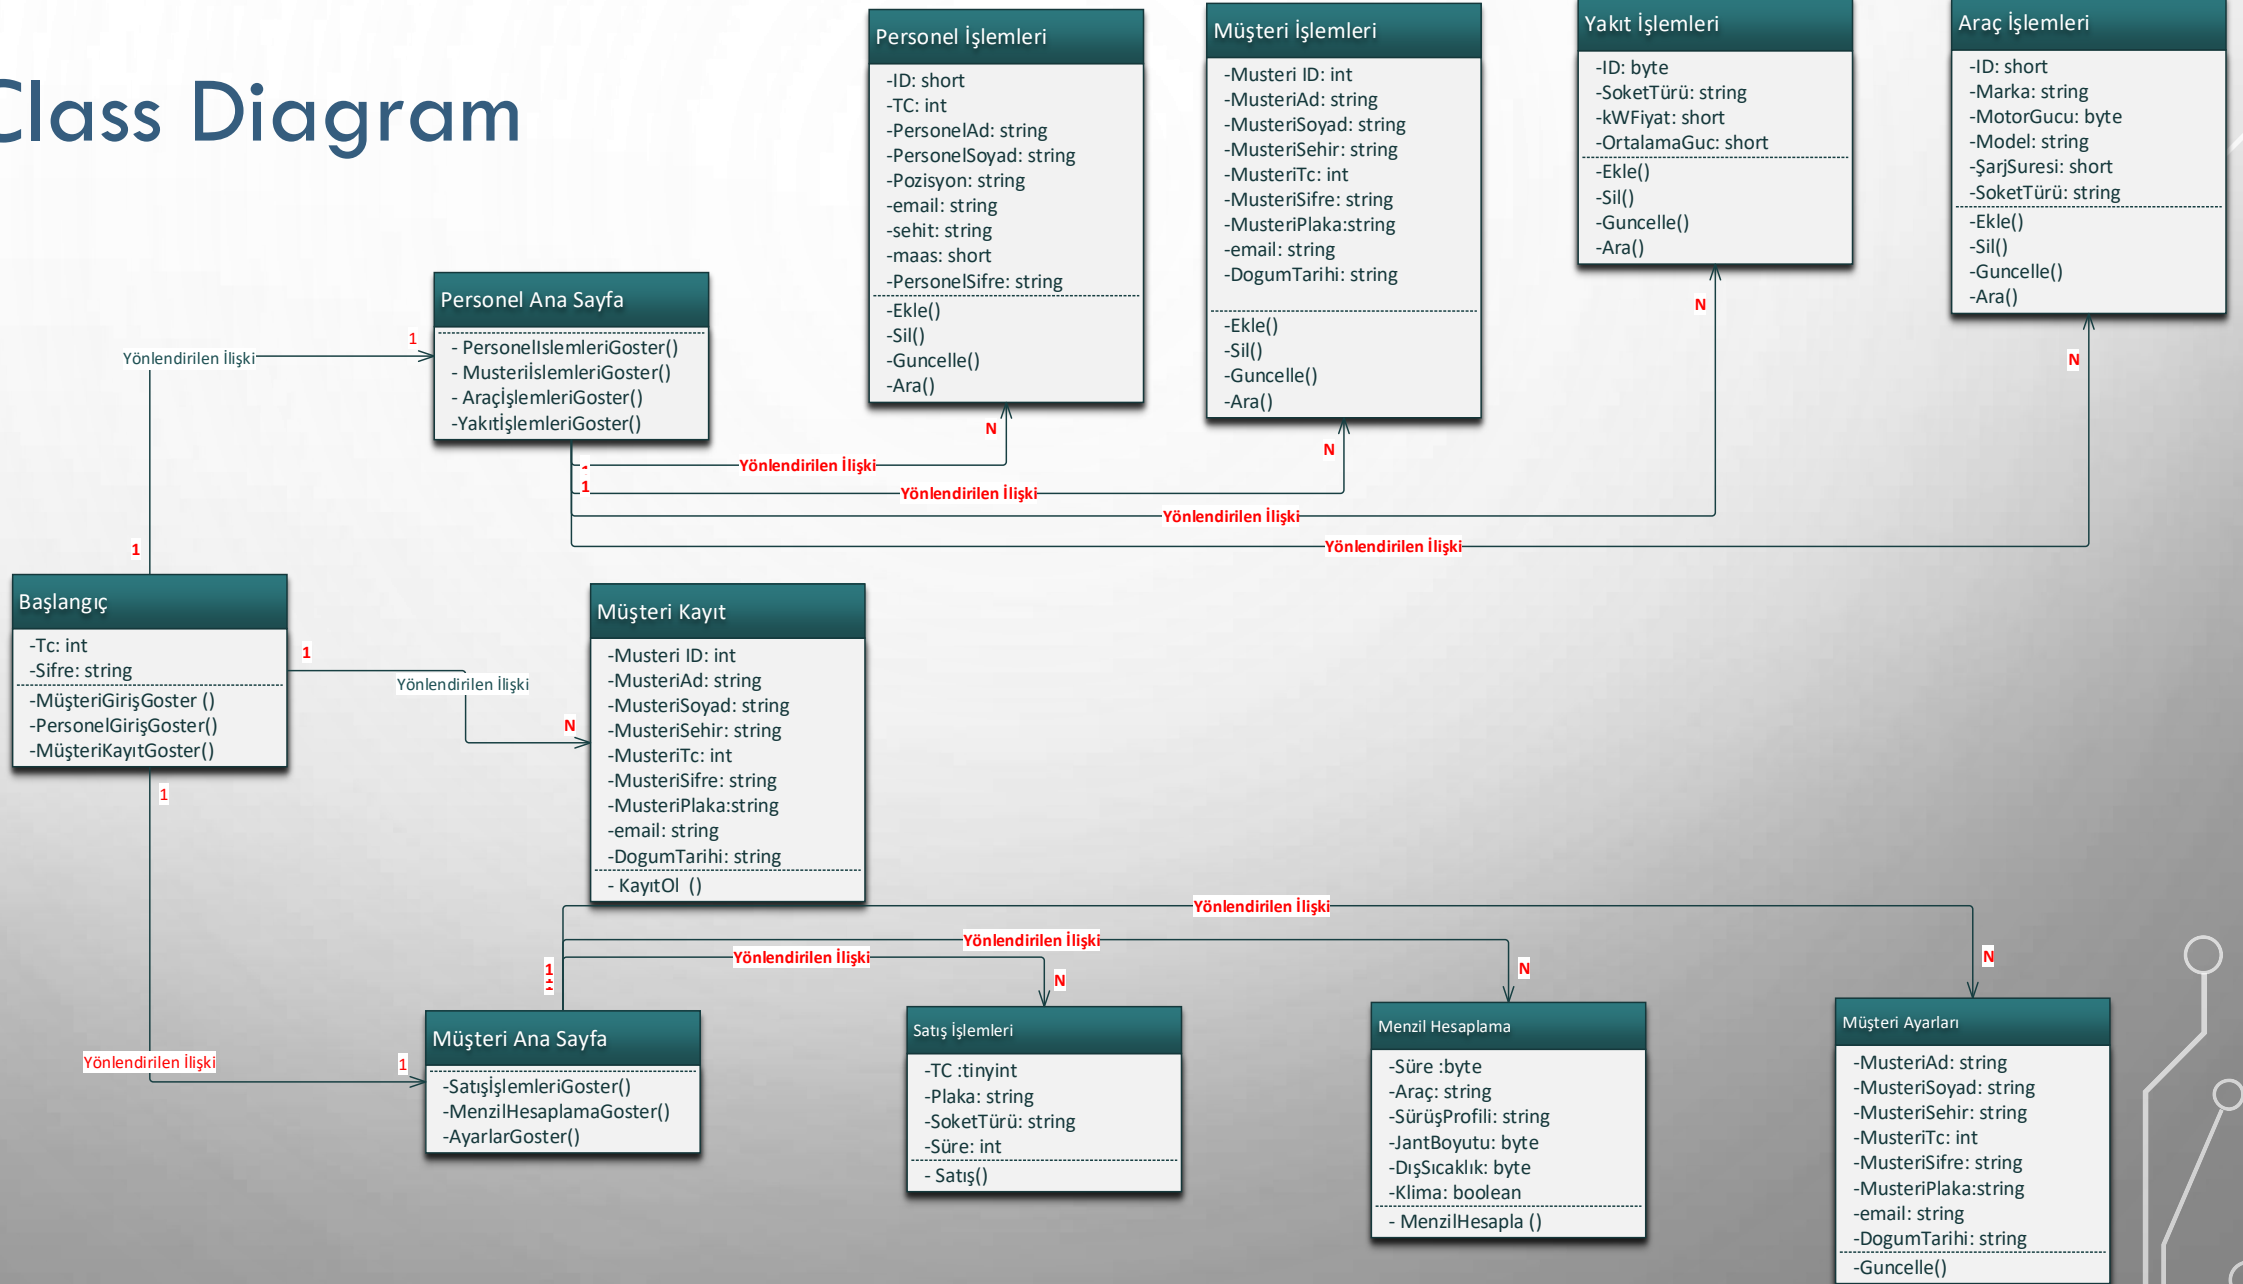 Class Diagram
Personel İşlemleri
-ID: short
-TC: int
-PersonelAd: string
-PersonelSoyad: string
-Pozisyon: string
-email: string
-sehit: string
-maas: short
-PersonelSifre: string
-Ekle()
-Sil()
-Guncelle()
-Ara()
Müşteri İşlemleri
-Musteri ID: int
-MusteriAd: string
-MusteriSoyad: string
-MusteriSehir: string
-MusteriTc: int
-MusteriSifre: string
-MusteriPlaka:string
-email: string
-DogumTarihi: string
-Ekle()
-Sil()
-Guncelle()
-Ara()
Yakıt İşlemleri
-ID: byte
-SoketTürü: string
-kWFiyat: short
-OrtalamaGuc: short
-Ekle()
-Sil()
-Guncelle()
-Ara()
Araç İşlemleri
-ID: short
-Marka: string
-MotorGucu: byte
-Model: string
-ŞarjSuresi: short
-SoketTürü: string
-Ekle()
-Sil()
-Guncelle()
-Ara()
Personel Ana Sayfa
- PersonelIslemleriGoster()
- MusteriİslemleriGoster()
- AraçİşlemleriGoster()
-YakıtİşlemleriGoster()
Yönlendirilen İlişki
1
1
N
N
N
N
1
Yönlendirilen İlişki
Yönlendirilen İlişki
Yönlendirilen İlişki
Yönlendirilen İlişki
Başlangıç
-Tc: int
-Sifre: string
-MüşteriGirişGoster ()
-PersonelGirişGoster()
-MüşteriKayıtGoster()
1
Yönlendirilen İlişki
N
1
Müşteri Kayıt
-Musteri ID: int
-MusteriAd: string
-MusteriSoyad: string
-MusteriSehir: string
-MusteriTc: int
-MusteriSifre: string
-MusteriPlaka:string
-email: string
-DogumTarihi: string
- KayıtOl ()
Yönlendirilen İlişki
Yönlendirilen İlişki
Yönlendirilen İlişki
1
N
N
N
Yönlendirilen İlişki
1
Müşteri Ana Sayfa
-SatışİşlemleriGoster()
-MenzilHesaplamaGoster()
-AyarlarGoster()
Satış İşlemleri
-TC :tinyint
-Plaka: string
-SoketTürü: string
-Süre: int
- Satış()
Menzil Hesaplama
-Süre :byte
-Araç: string
-SürüşProfili: string
-JantBoyutu: byte
-DışSıcaklık: byte
-Klima: boolean
- MenzilHesapla ()
Müşteri Ayarları
-MusteriAd: string
-MusteriSoyad: string
-MusteriSehir: string
-MusteriTc: int
-MusteriSifre: string
-MusteriPlaka:string
-email: string
-DogumTarihi: string
-Guncelle()